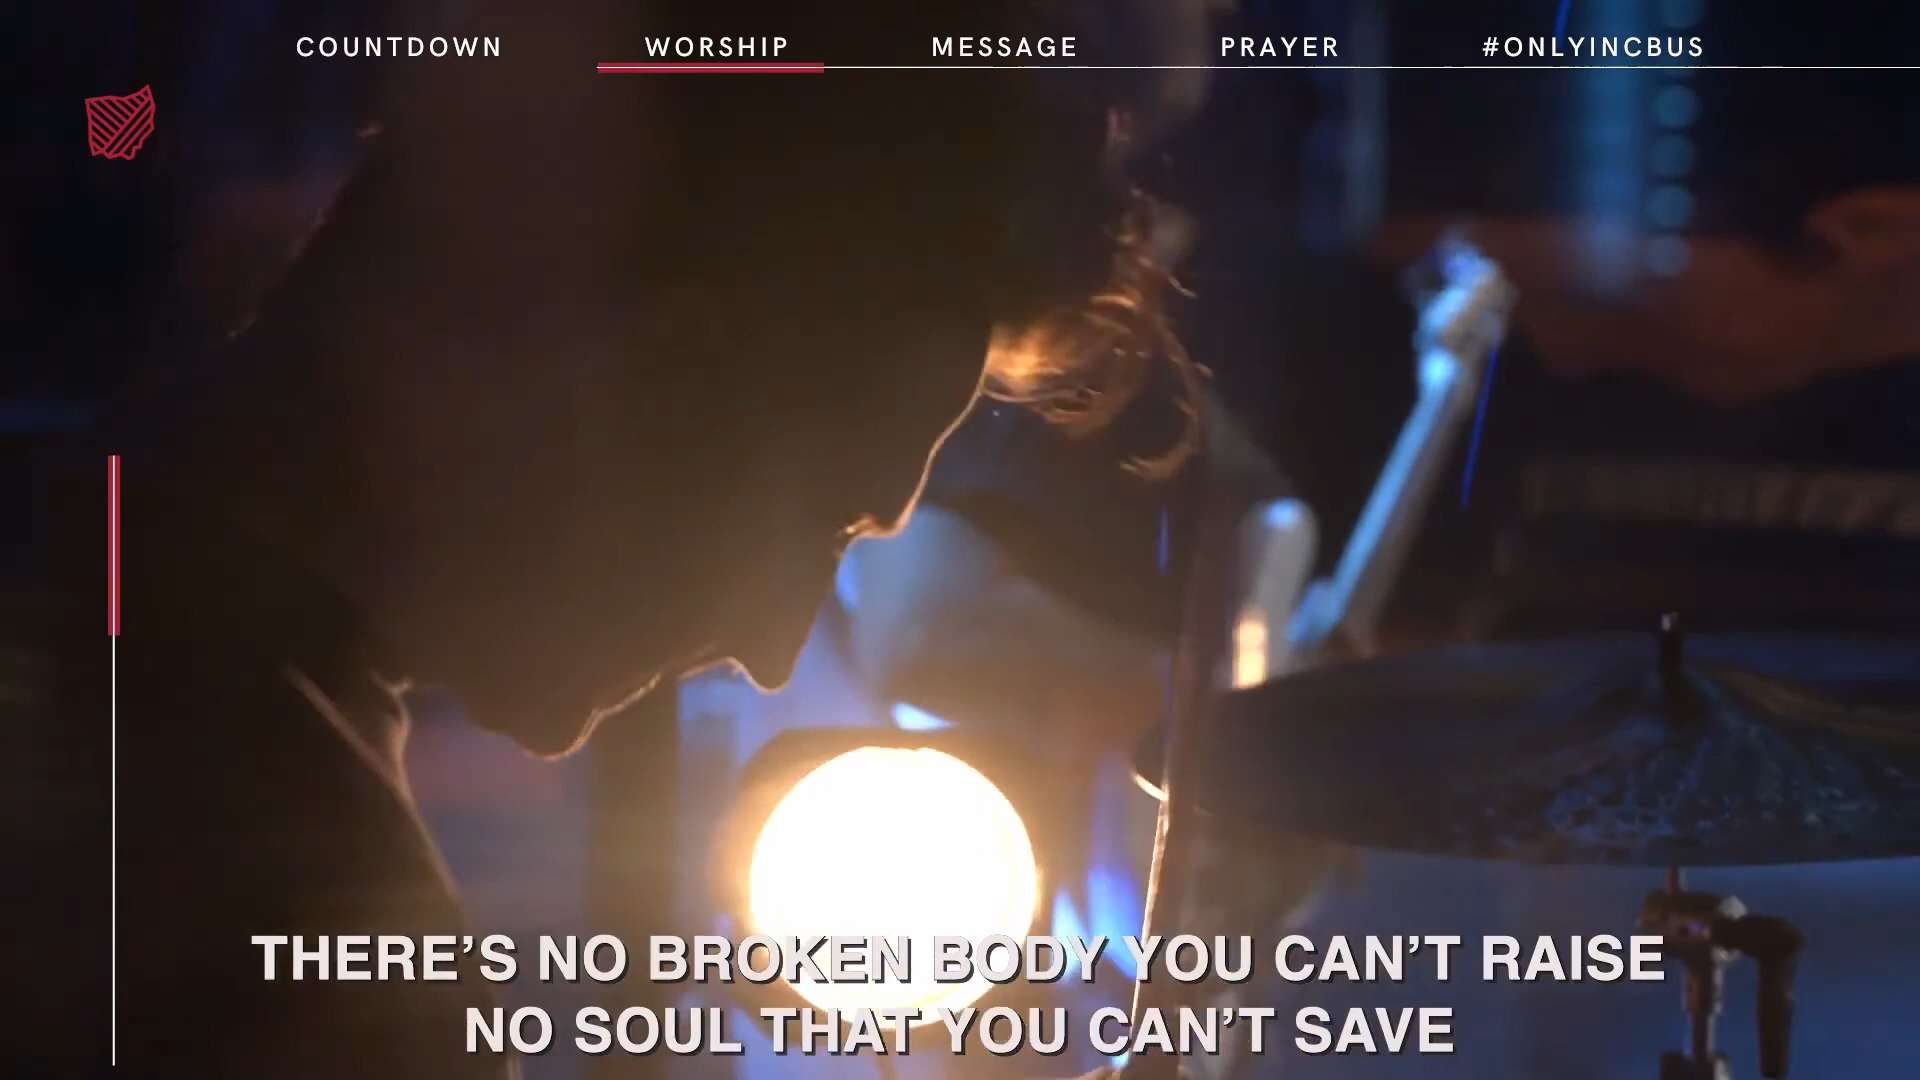 COUNTDOWN WORSHIP MESSAGE PRAYER #ONLYINCBUS
THERE’S NO BROKEN BODY YOU CAN’T RAISE
NO SOUL THAT YOU CAN’T SAVE